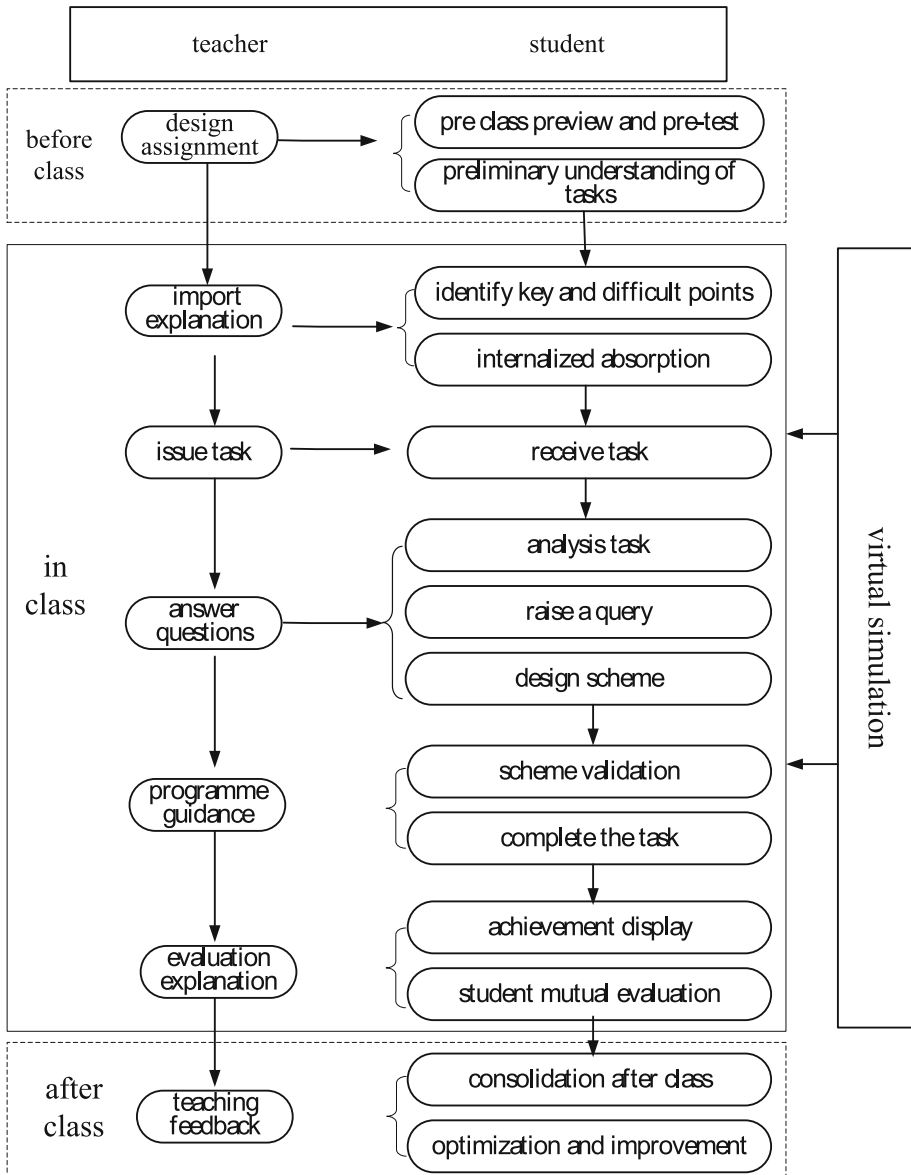 teacher
student
before
class
design
assignment
pre class preview and pre-test
preliminary understanding of
tasks
in
class
import
explanation
identify key and difficult points
internalized absorption
issue task
receive task
answer
questions
analysis task
raise a query
design scheme
programme
guidance
scheme validation
complete the task
evaluation
explanation
achievement display
student mutual evaluation
virtual simulation
after
class
teaching
feedback
consolidation after class
optimization and improvement